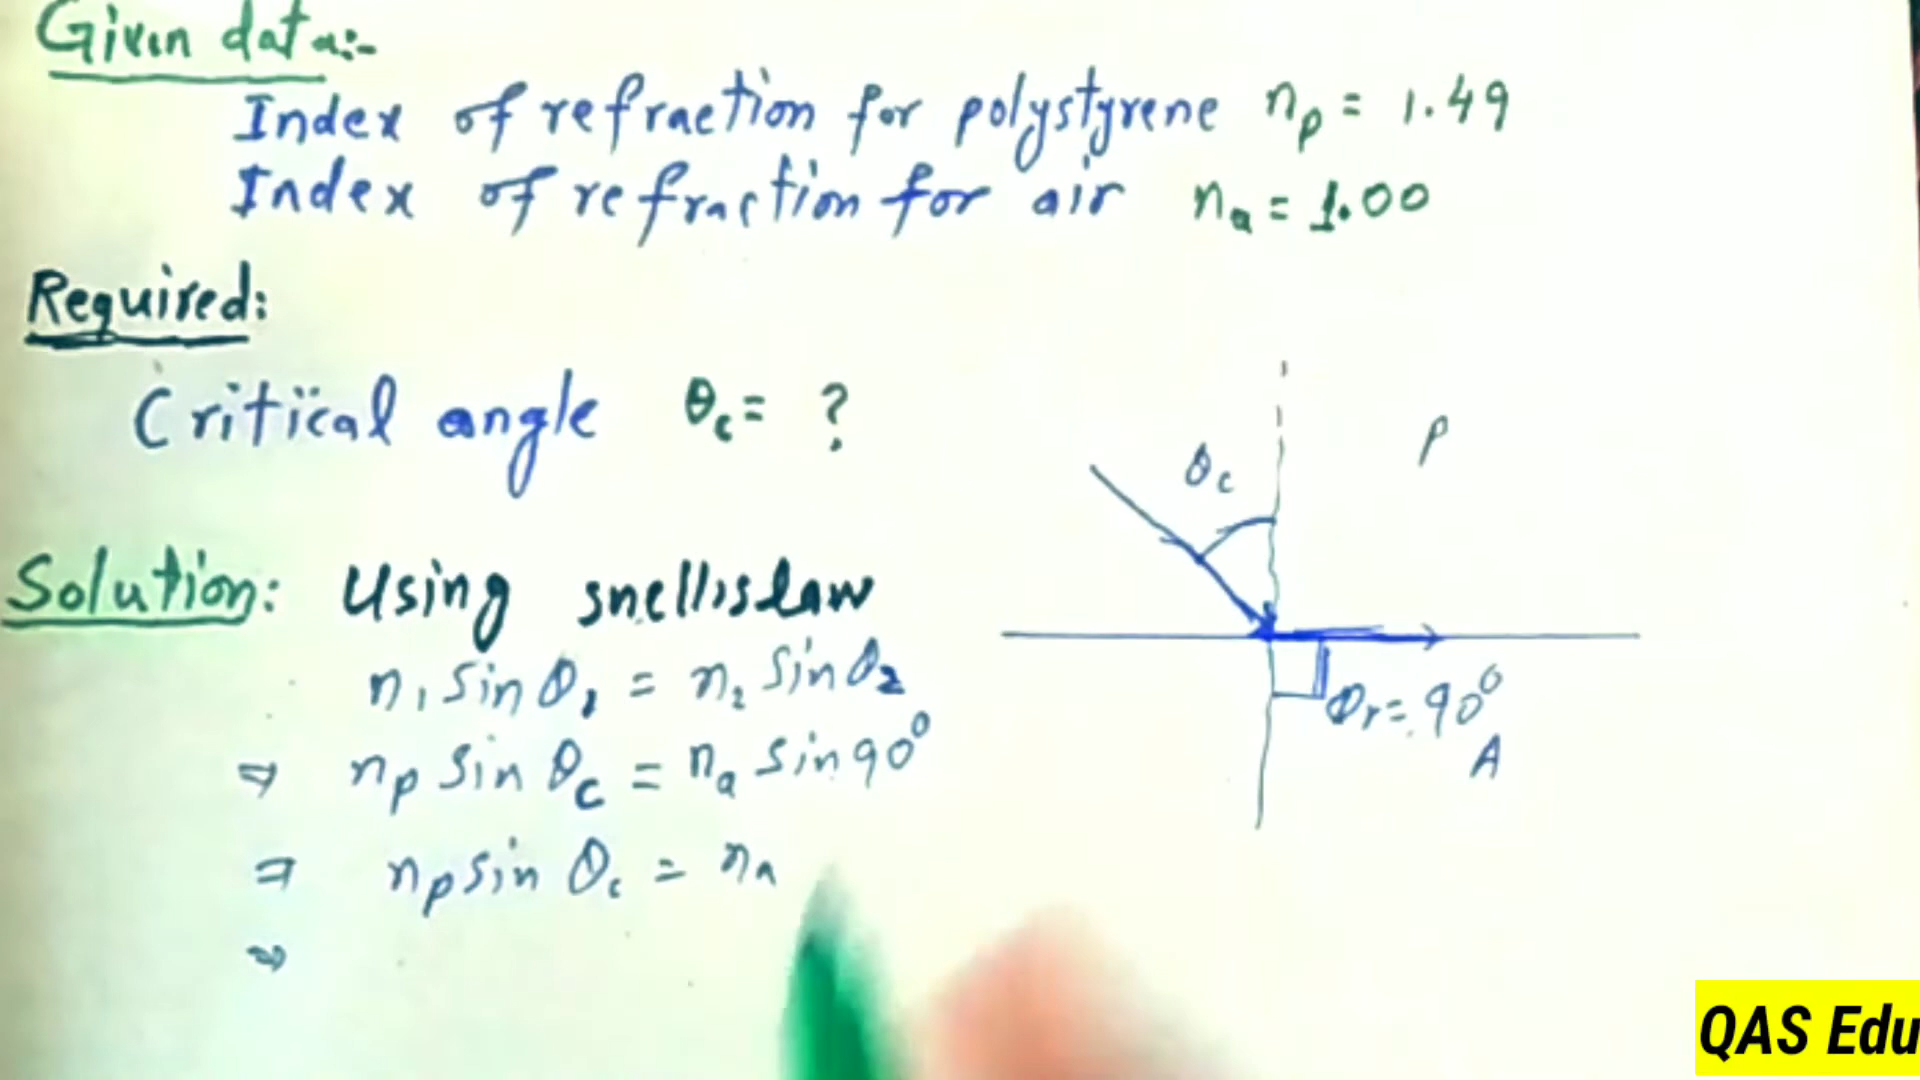 Given data:-
Index of refraction for polystyrene nₚ = 1.49
Index of refraction for air nₐ = 1.00
Required:
Critical angle θ꜀ = ?
θc
P
Solution: Using snell's law
n₁ sin θ₁ = n₂ sin θ₂
θr = 90°
A
⇒ np sin θc = na sin 90°
⇒ np sin θc = na
⇒
QAS Edu